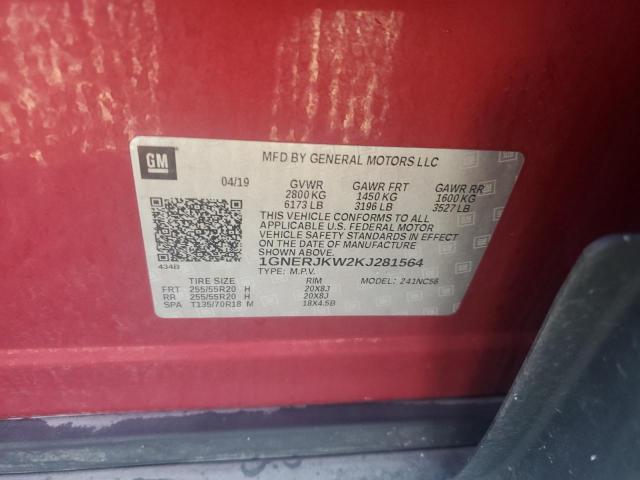 GM
MFD BY GENERAL MOTORS LLC
04/19 GVWR GAWR FRT GAWR RR
2800 KG 1450 KG 1600 KG
6173 LB 3196 LB 3527 LB
THIS VEHICLE CONFORMS TO ALL
APPLICABLE U.S. FEDERAL MOTOR
VEHICLE SAFETY STANDARDS IN EFFECT
ON THE DATE OF MANUFACTURE
SHOWN ABOVE.
434B
1GNERJKW2KJ281564
TYPE: M.P.V. MODEL: 241NC56
TIRE SIZE RIM
FRT 255/55R20 H 20X8J
RR 255/55R20 H 20X8J
SPA T135/70R18 M 18X4.5B